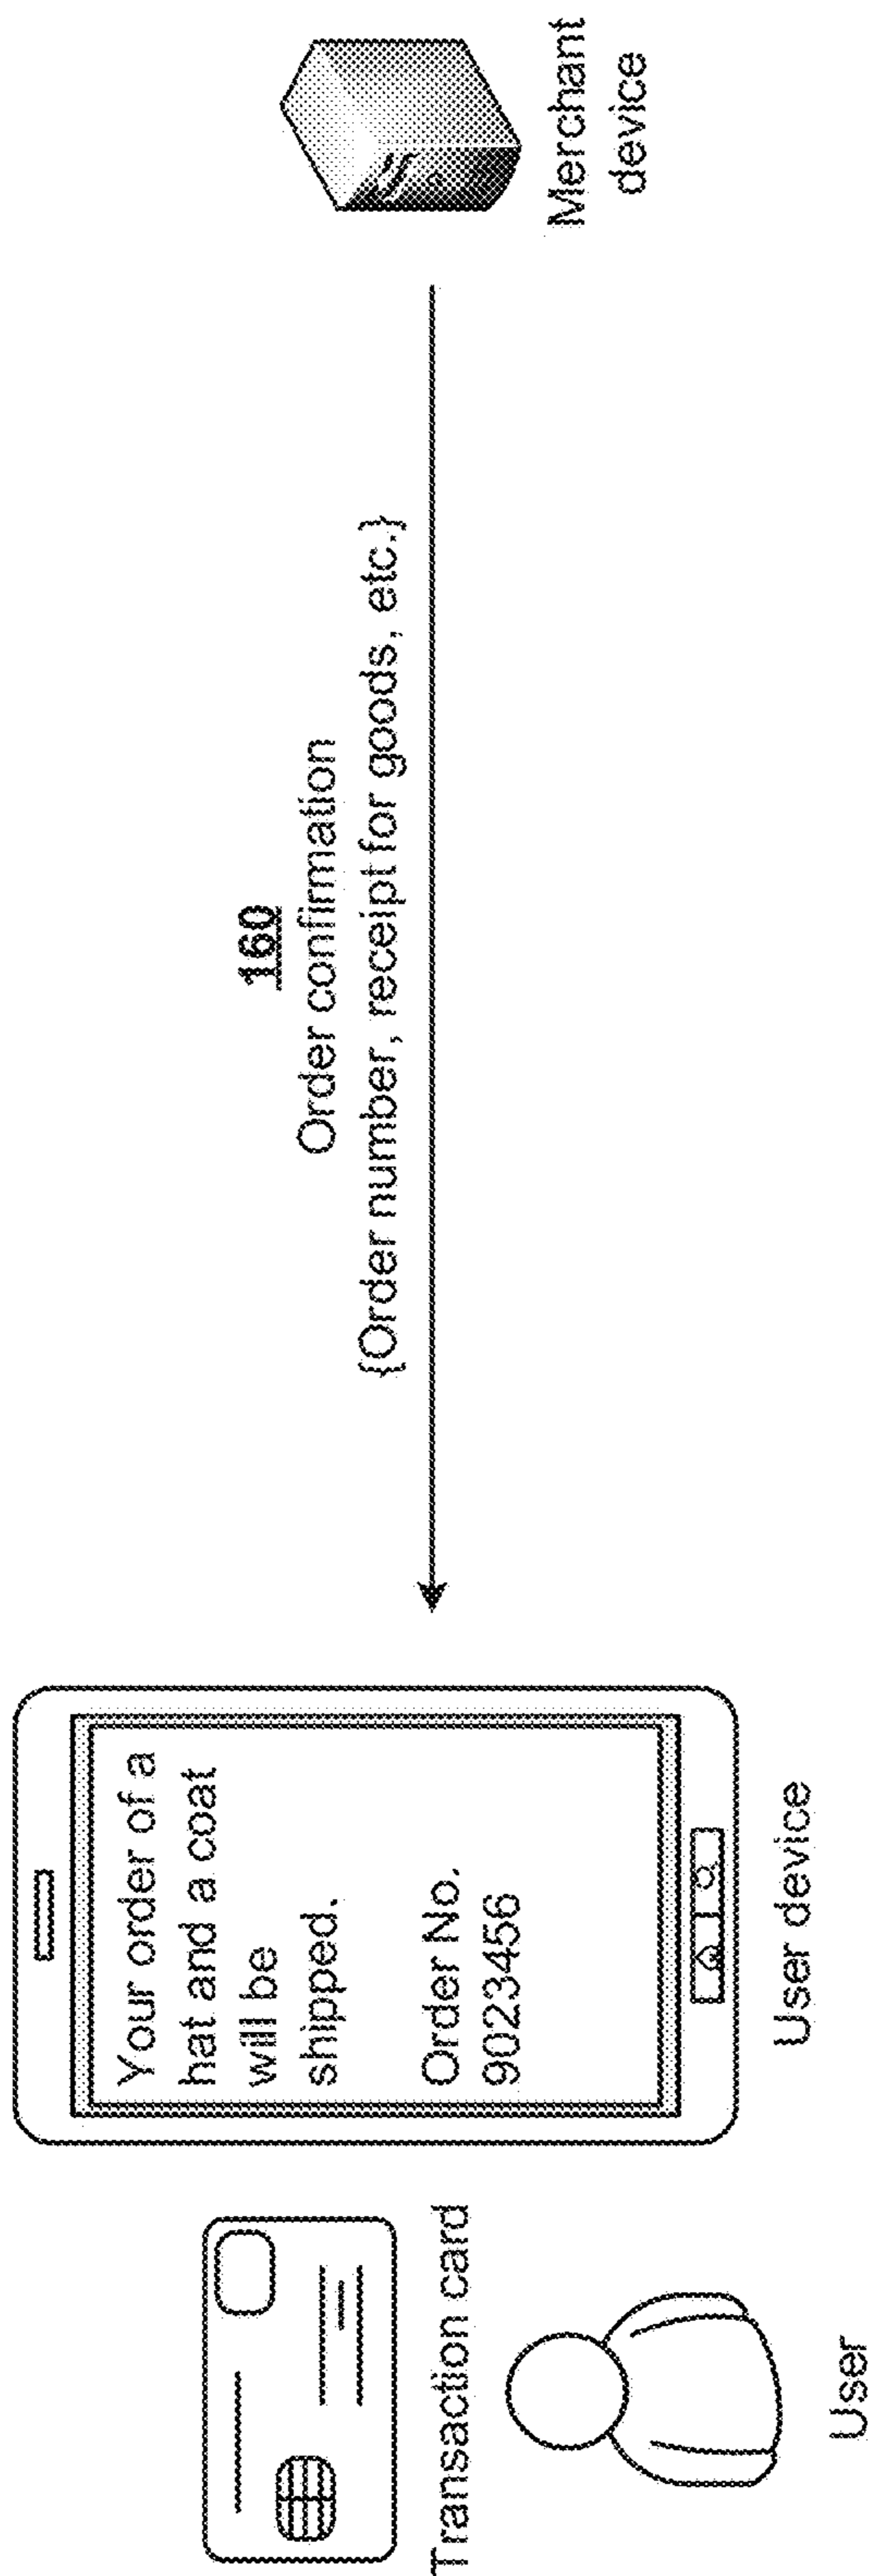 160
Order confirmation
{Order number, receipt for goods, etc.}
Your order of a
hat and a coat
will be
shipped.
Order No.
9023456
Transaction card
User
User device
Merchant
device